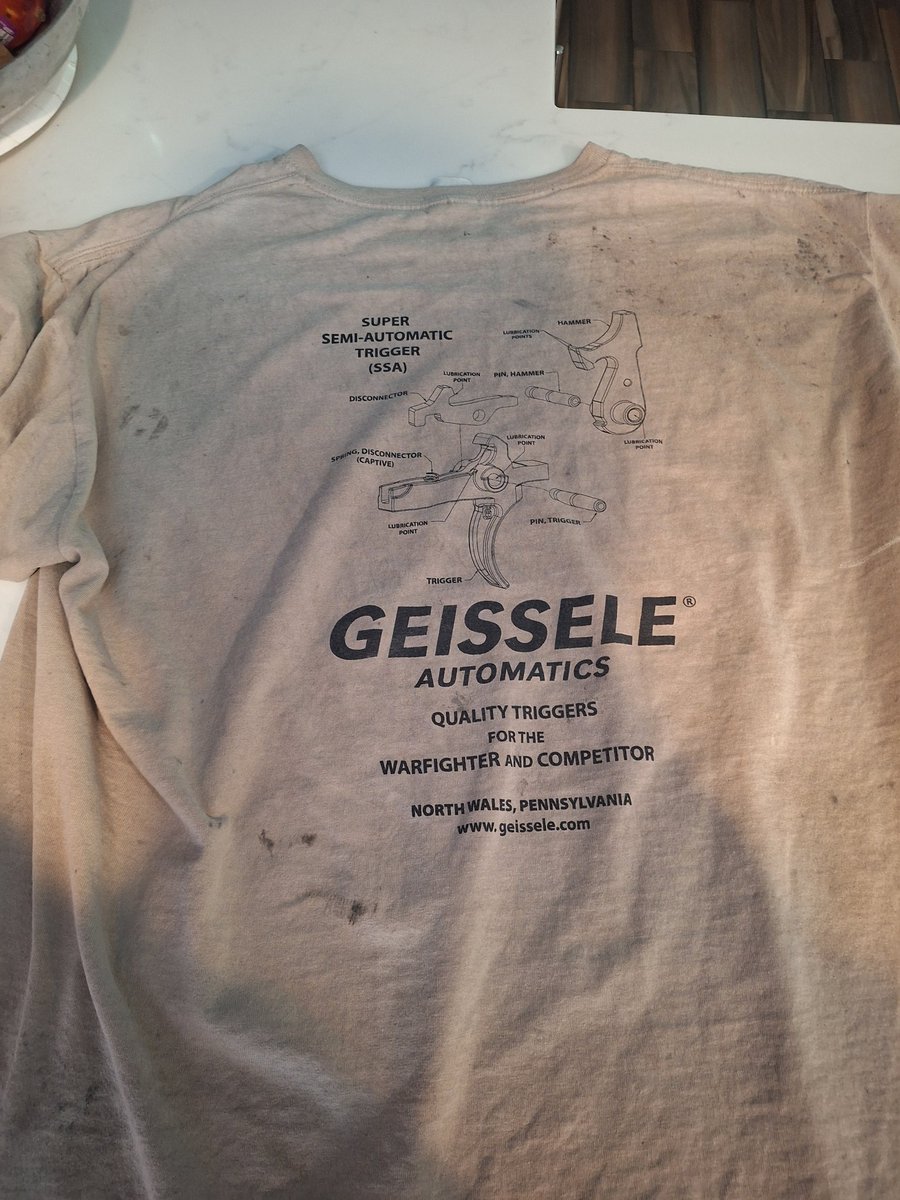 SUPER
SEMI-AUTOMATIC
TRIGGER
(SSA)
HAMMER
LUBRICATION
POINTS
LUBRICATION
POINT
PIN, HAMMER
DISCONNECTOR
LUBRICATION
POINT
LUBRICATION
POINT
SPRING, DISCONNECTOR
(CAPTIVE)
LUBRICATION
POINT
PIN, TRIGGER
TRIGGER
GEISSELE®
AUTOMATICS
QUALITY TRIGGERS
FOR THE
WARFIGHTER AND COMPETITOR
NORTH WALES, PENNSYLVANIA
www.geissele.com